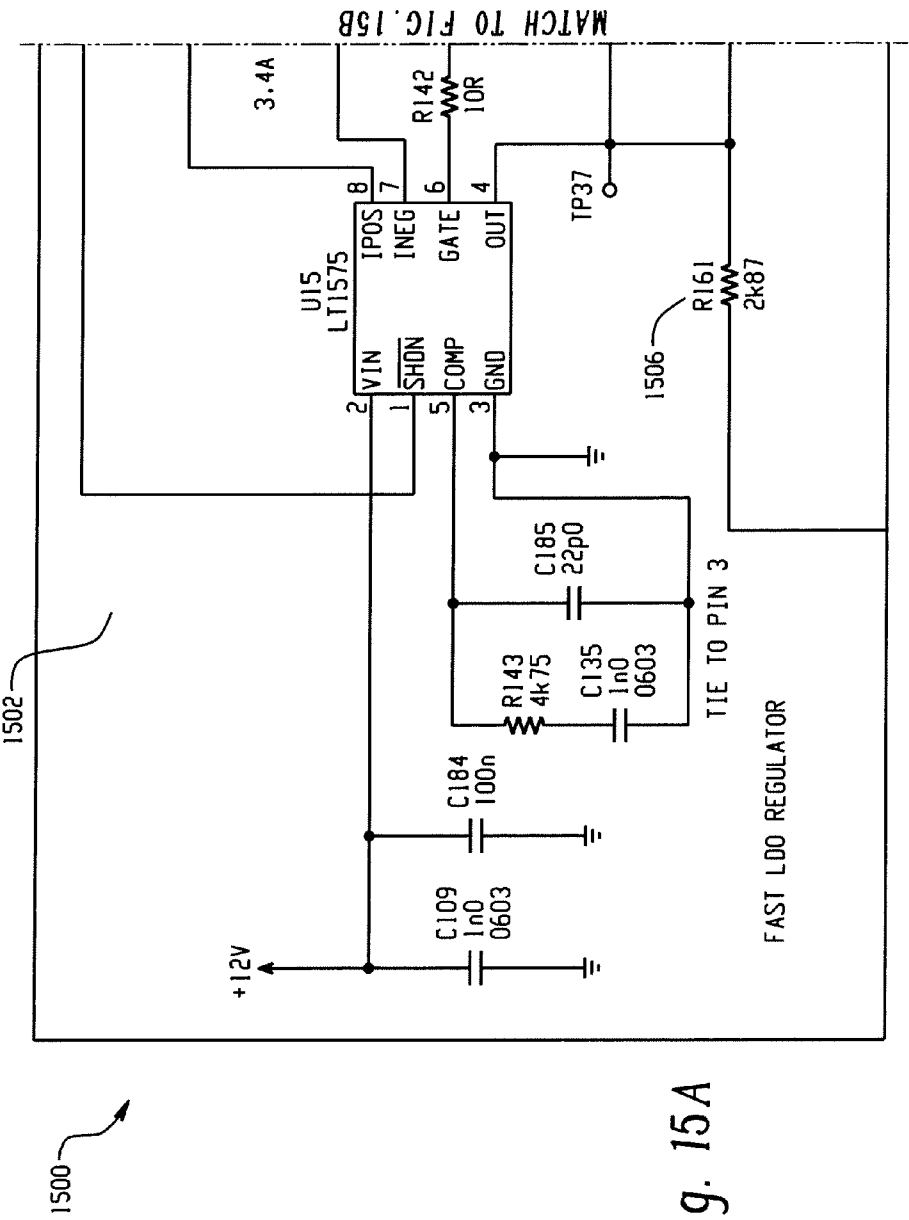 1500
1502
+12V
C109
1n0
0603
C184
100n
R143
4k75
C135
1n0
0603
C185
22p0
TIE TO PIN 3
FAST LDO REGULATOR
U15
LT1575
2
VIN
1
SHDN
5
COMP
3
GND
8
IPOS
7
INEG
6
GATE
4
OUT
3.4A
R142
10R
TP37
1506
R161
2k87
MATCH TO FIG.15B
g. 15A